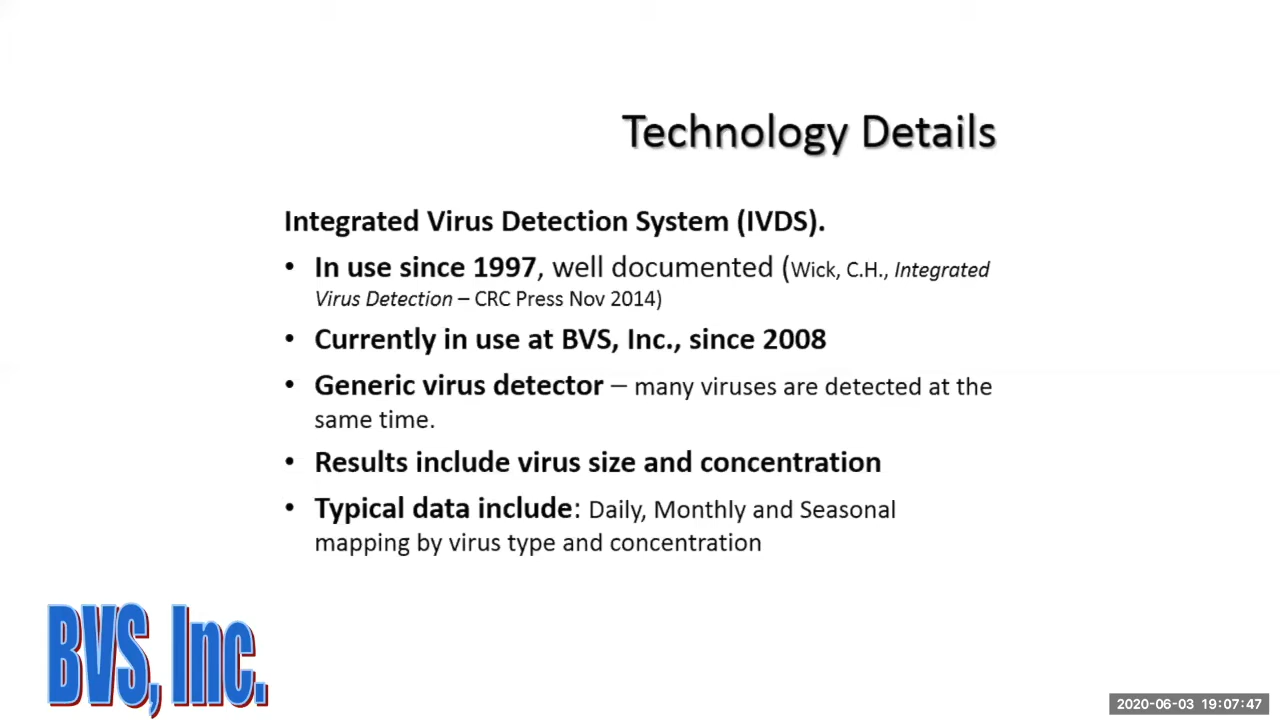 Technology Details
Integrated Virus Detection System (IVDS).
• In use since 1997, well documented (Wick, C.H., Integrated
Virus Detection – CRC Press Nov 2014)
• Currently in use at BVS, Inc., since 2008
• Generic virus detector – many viruses are detected at the
same time.
• Results include virus size and concentration
• Typical data include: Daily, Monthly and Seasonal
mapping by virus type and concentration
BVS, Inc.
2020-06-03 19:07:47